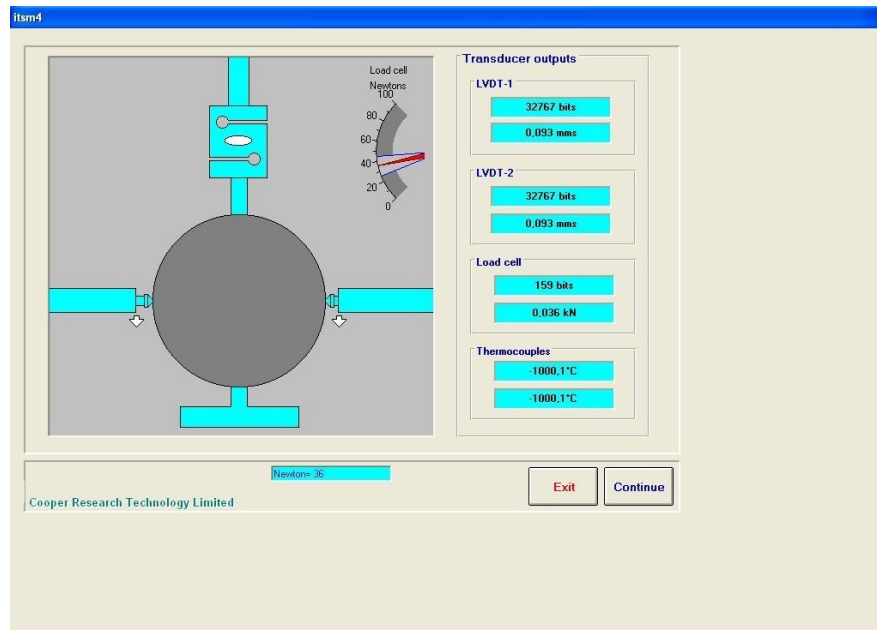 itsm4
Load cell
Newtons
100
80
60
40
20
0
Transducer outputs
LVDT-1
32767 bits
0,093 mms
LVDT-2
32767 bits
0,093 mms
Load cell
159 bits
0,036 kN
Thermocouples
-1000,1°C
-1000,1°C
Newton= 36
Exit
Continue
Cooper Research Technology Limited